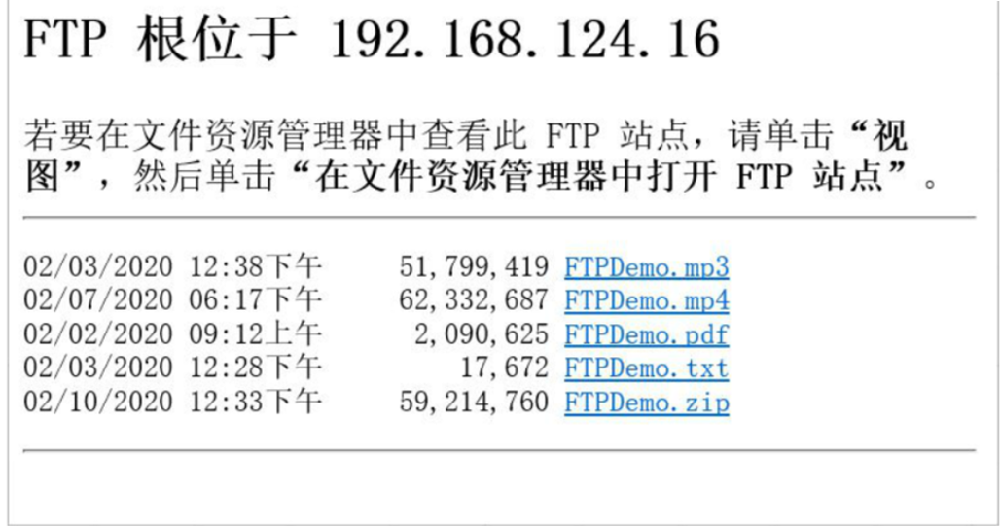 FTP 根位于 192.168.124.16
若要在文件资源管理器中查看此 FTP 站点，请单击“视
图”，然后单击“在文件资源管理器中打开 FTP 站点”。
02/03/2020 12:38下午 51,799,419 FTPDemo.mp3
02/07/2020 06:17下午 62,332,687 FTPDemo.mp4
02/02/2020 09:12上午 2,090,625 FTPDemo.pdf
02/03/2020 12:28下午 17,672 FTPDemo.txt
02/10/2020 12:33下午 59,214,760 FTPDemo.zip